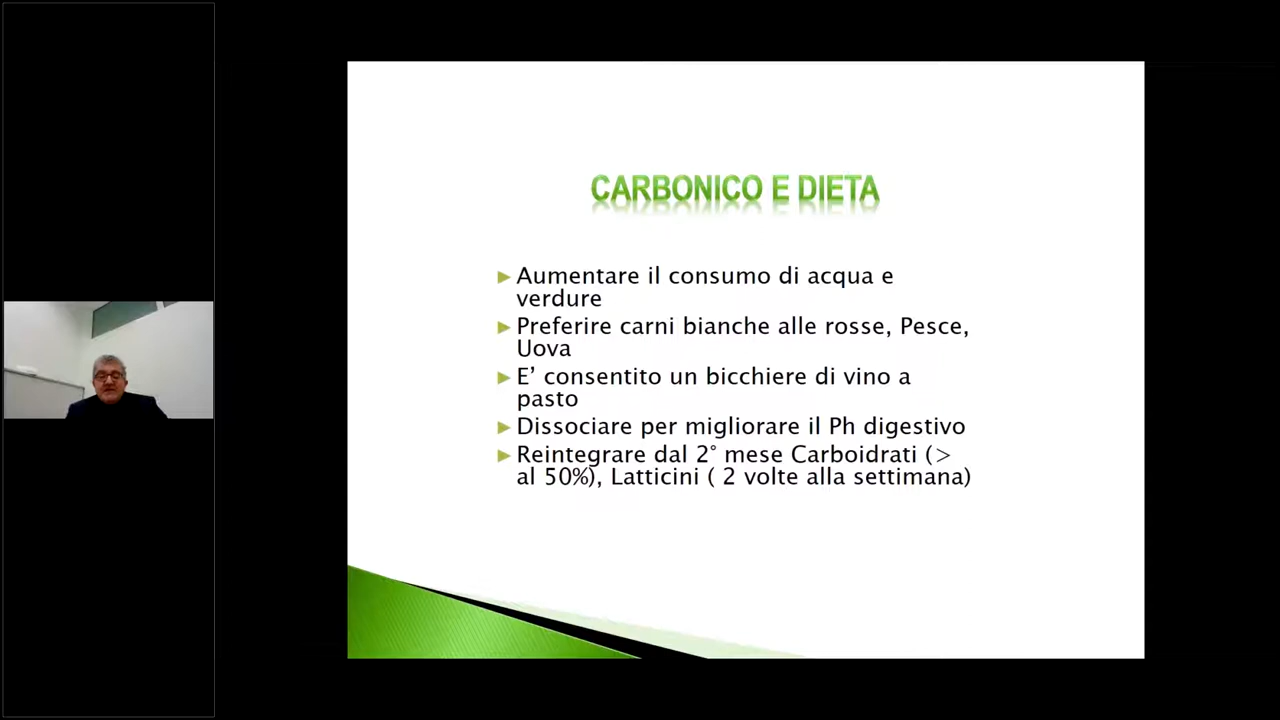 CARBONICO E DIETA
Aumentare il consumo di acqua e
verdure
Preferire carni bianche alle rosse, Pesce,
Uova
E’ consentito un bicchiere di vino a
pasto
Dissociare per migliorare il Ph digestivo
Reintegrare dal 2° mese Carboidrati (>
al 50%), Latticini ( 2 volte alla settimana)